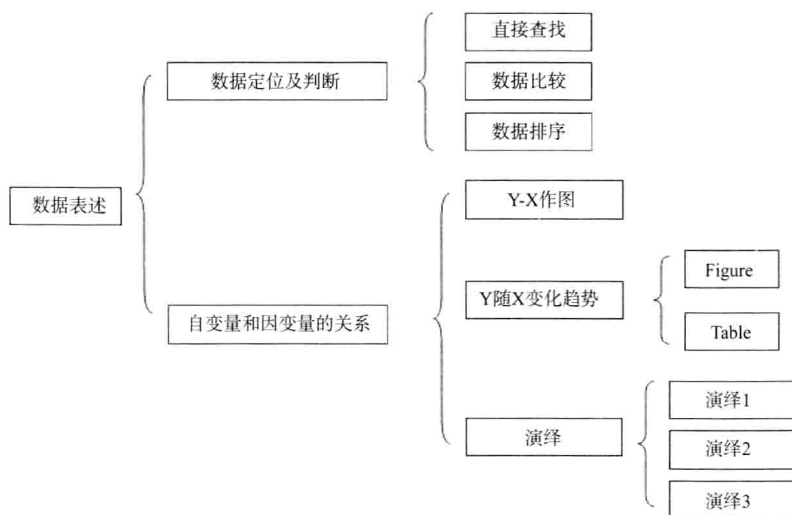 数据表述
数据定位及判断
直接查找
数据比较
数据排序
自变量和因变量的关系
Y-X作图
Y随X变化趋势
Figure
Table
演绎
演绎1
演绎2
演绎3